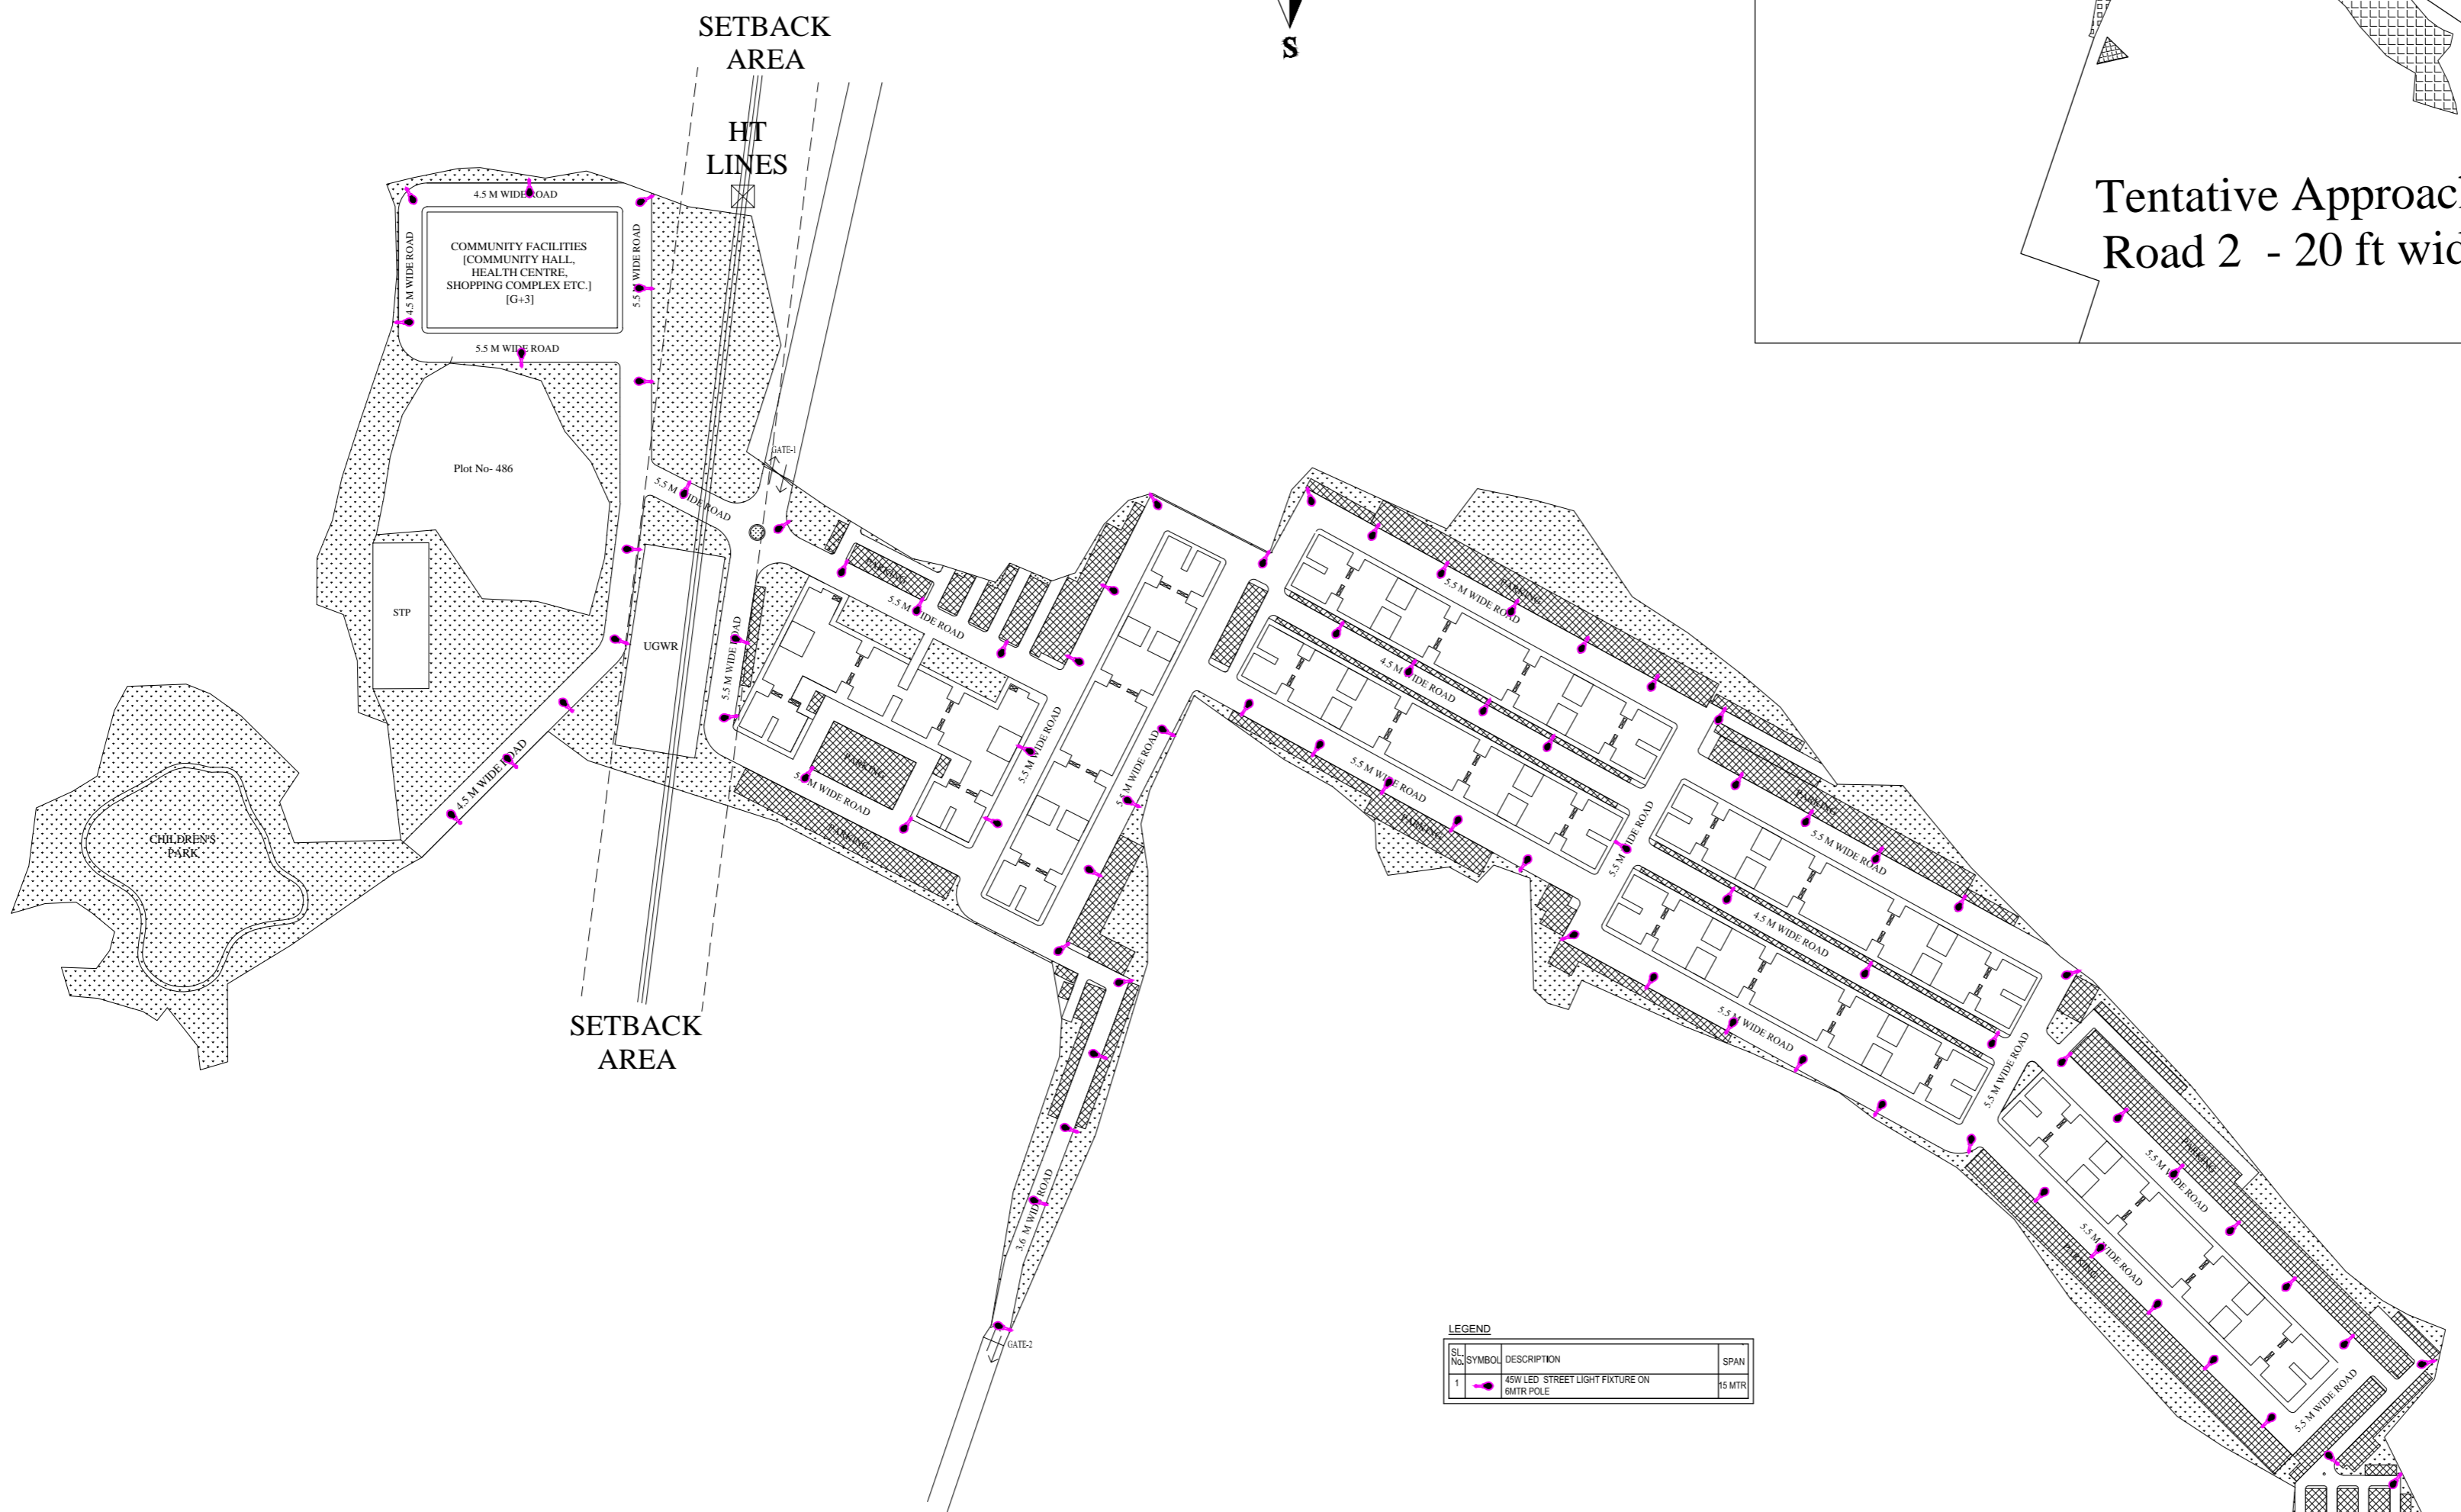 SETBACK
AREA
S
HT
LINES
Tentative Approach
Road 2 - 20 ft wid
4.5 M WIDE ROAD
4.5 M WIDE ROAD
COMMUNITY FACILITIES
[COMMUNITY HALL,
HEALTH CENTRE,
SHOPPING COMPLEX ETC.]
[G+3]
5.5 M WIDE ROAD
5.5 M WIDE ROAD
Plot No- 486
GATE-1
5.5 M WIDE ROAD
STP
UGWR
5.5 M WIDE ROAD
PARKING
5.5 M WIDE ROAD
PARKING
5.5 M WIDE ROAD
PARKING
5.5 M WIDE ROAD
5.5 M WIDE ROAD
4.5 M WIDE ROAD
CHILDREN'S
PARK
PARKING
5.5 M WIDE ROAD
4.5 M WIDE ROAD
5.5 M WIDE ROAD
PARKING
5.5 M WIDE ROAD
PARKING
5.5 M WIDE ROAD
4.5 M WIDE ROAD
5.5 M WIDE ROAD
5.5 M WIDE ROAD
PARKING
5.5 M WIDE ROAD
5.5 M WIDE ROAD
PARKING
5.5 M WIDE ROAD
SETBACK
AREA
3.6 M WIDE ROAD
GATE-2
LEGEND
SL. No. SYMBOL DESCRIPTION SPAN
1 45W LED STREET LIGHT FIXTURE ON 15 MTR
6MTR POLE